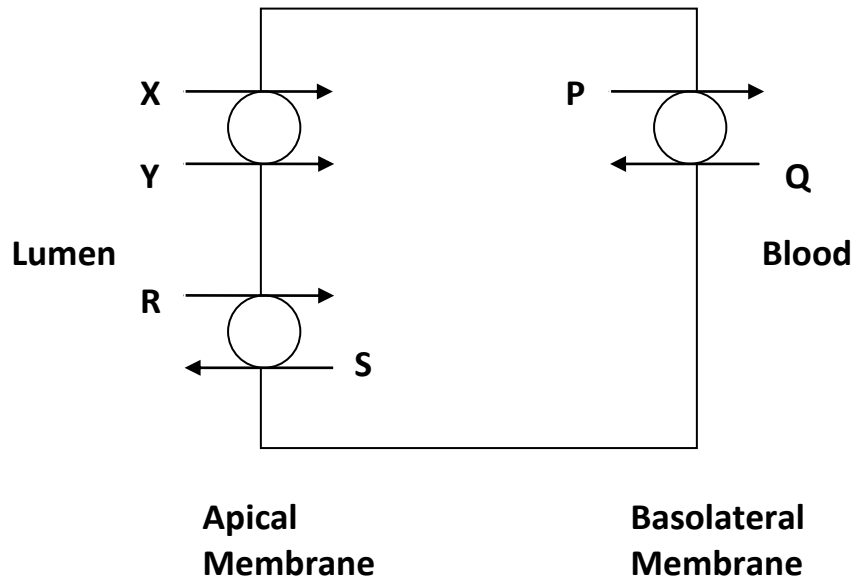 X
P
Y
Q
Lumen
Blood
R
S
Apical
Membrane
Basolateral
Membrane